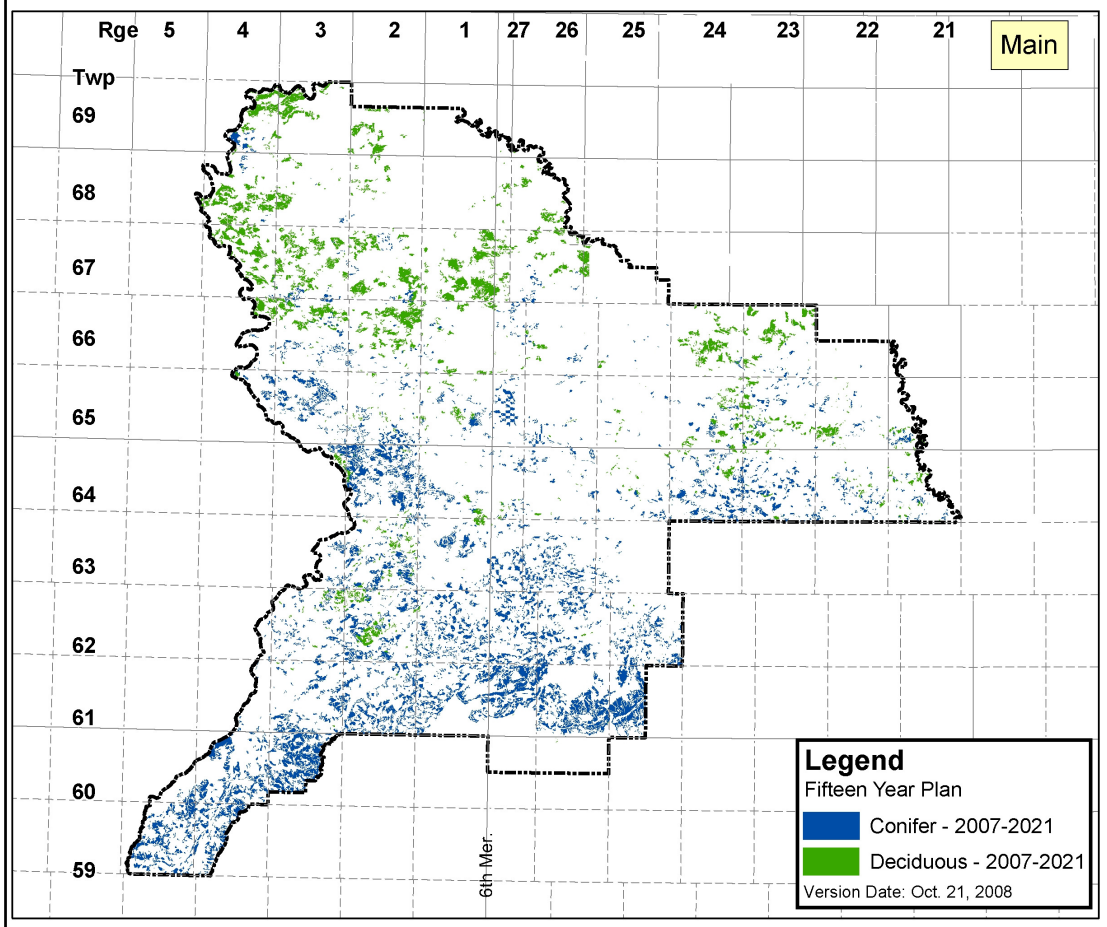 Rge 5 4 3 2 1 27 26 25 24 23 22 21
Main
Twp
69
68
67
66
65
64
63
62
61
60
59
6th Mer.
Legend
Fifteen Year Plan
Conifer - 2007-2021
Deciduous - 2007-2021
Version Date: Oct. 21, 2008